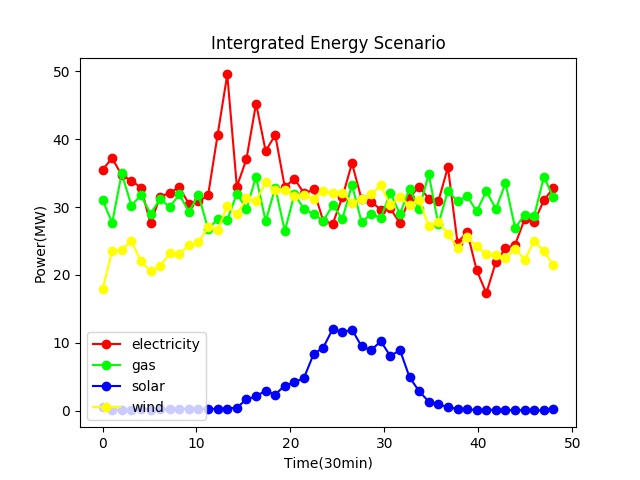 Intergrated Energy Scenario
Power(MW)
50
40
30
20
10
0
electricity
gas
solar
wind
0 10 20 30 40 50
Time(30min)